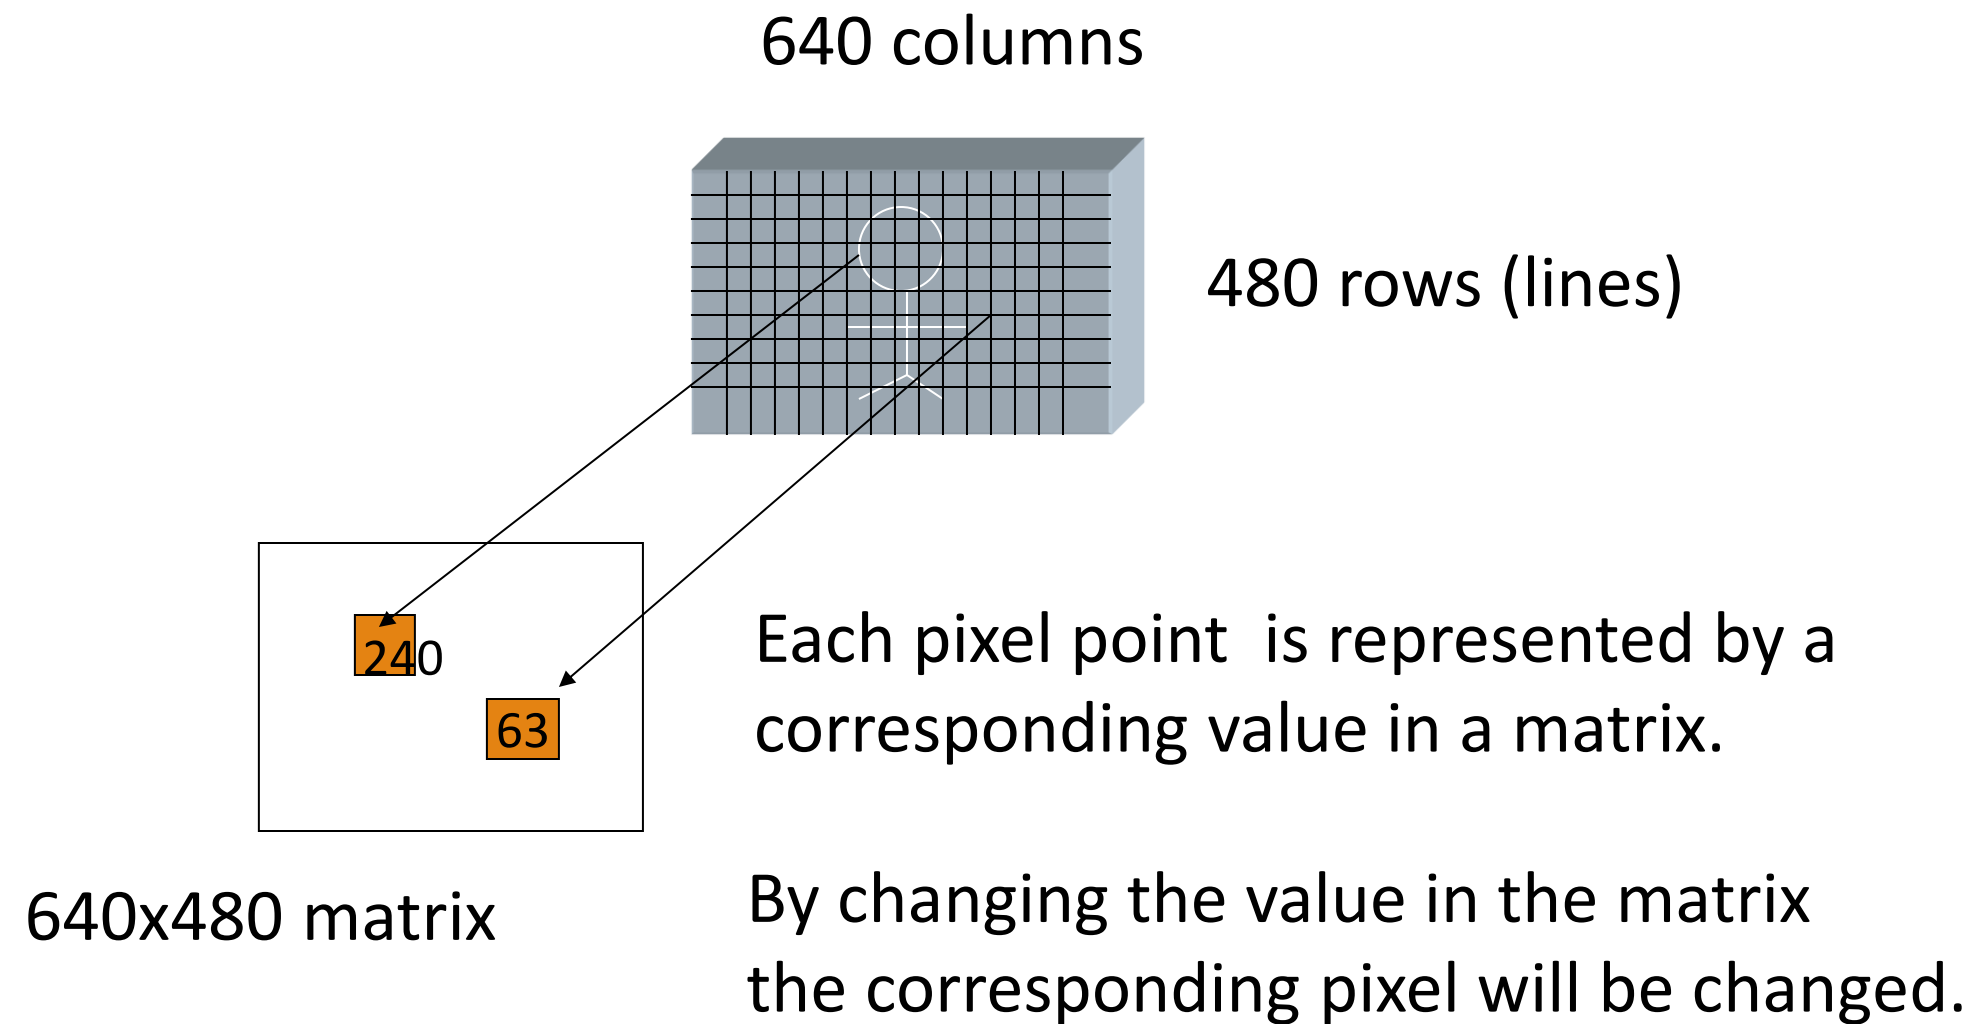 640 columns
480 rows (lines)
240
63
Each pixel point  is represented by a
corresponding value in a matrix.
640x480 matrix
By changing the value in the matrix
the corresponding pixel will be changed.